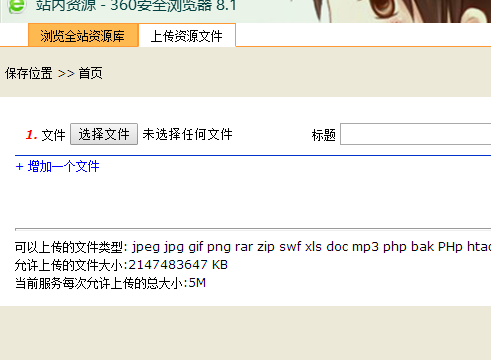 站内资源 - 360安全浏览器 8.1
浏览全站资源库 上传资源文件
保存位置 >> 首页
1. 文件 选择文件 未选择任何文件 标题
+ 增加一个文件
可以上传的文件类型: jpeg jpg gif png rar zip swf xls doc mp3 php bak PHp htac
允许上传的文件大小:2147483647 KB
当前服务每次允许上传的总大小:5M